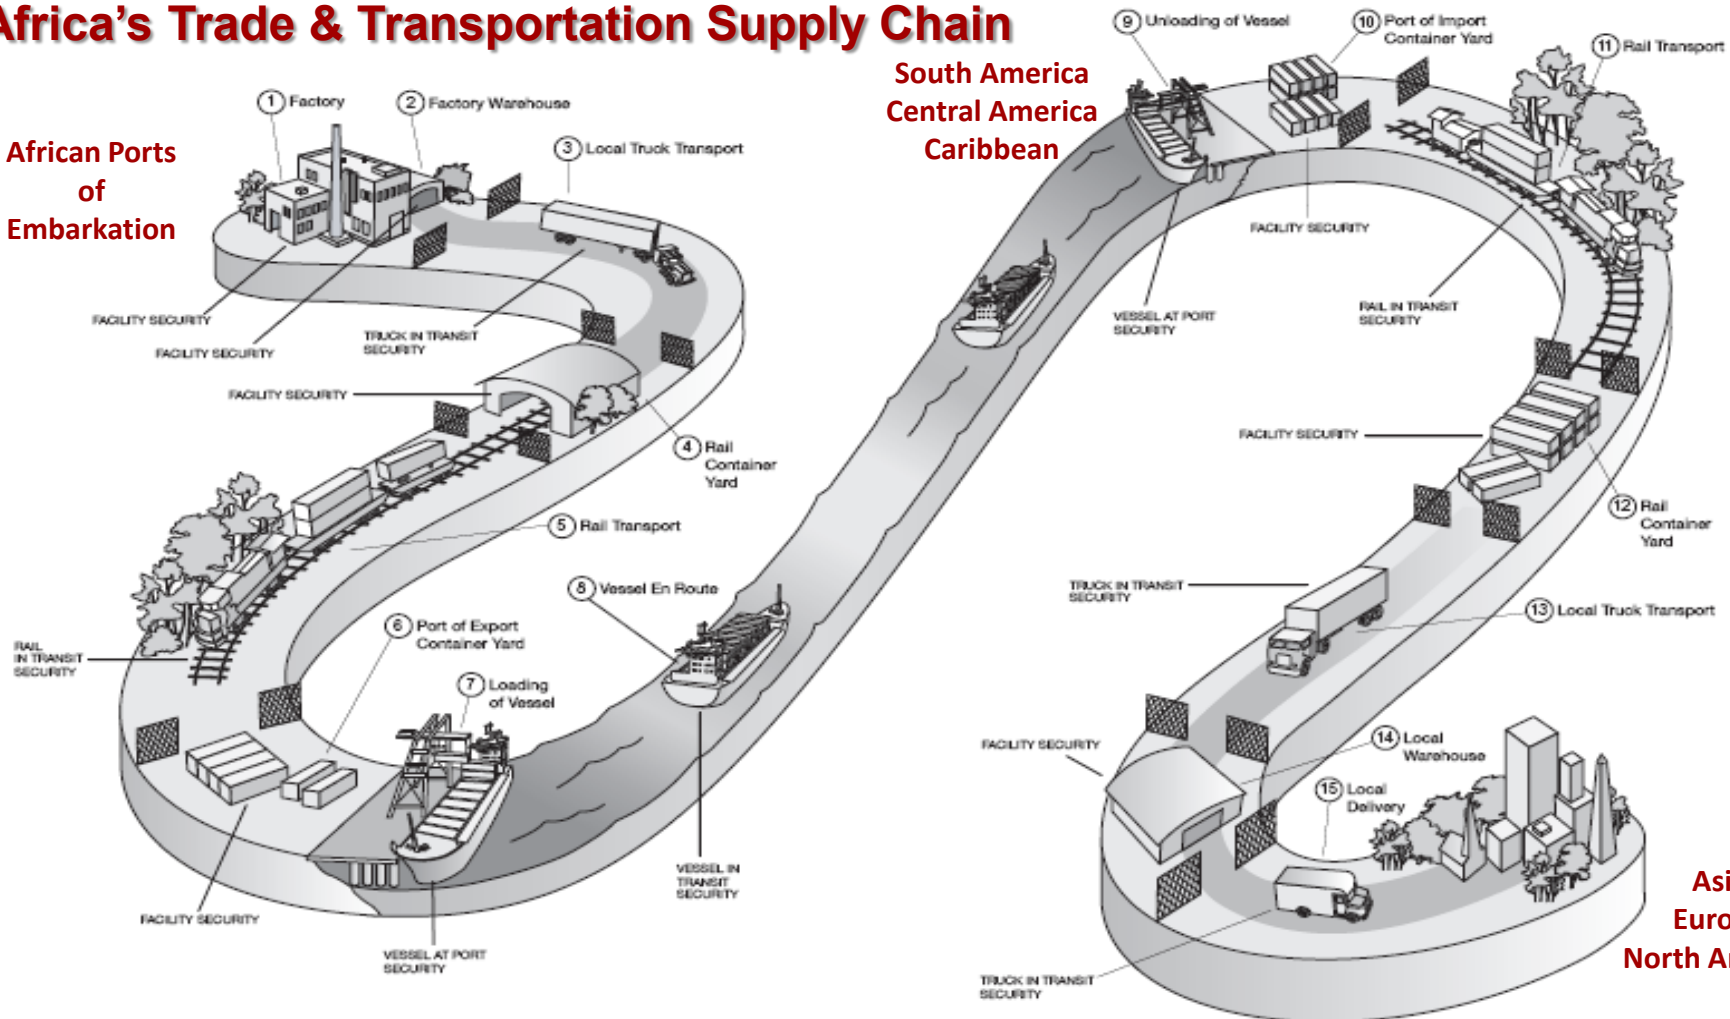 Africa's Trade & Transportation Supply Chain
African Ports
of
Embarkation
South America
Central America
Caribbean
1 Factory
2 Factory Warehouse
3 Local Truck Transport
FACILITY SECURITY
FACILITY SECURITY
TRUCK IN TRANSIT
SECURITY
FACILITY SECURITY
4 Rail
Container
Yard
5 Rail Transport
RAIL
IN TRANSIT
SECURITY
6 Port of Export
Container Yard
7 Loading
of Vessel
FACILITY SECURITY
VESSEL AT PORT
SECURITY
8 Vessel En Route
VESSEL IN
TRANSIT
SECURITY
9 Unloading of Vessel
VESSEL AT PORT
SECURITY
10 Port of Import
Container Yard
FACILITY SECURITY
11 Rail Transport
RAIL IN TRANSIT
SECURITY
FACILITY SECURITY
12 Rail
Container
Yard
TRUCK IN TRANSIT
SECURITY
13 Local Truck Transport
FACILITY SECURITY
14 Local
Warehouse
15 Local
Delivery
TRUCK IN TRANSIT
SECURITY
Asi
Euro
North A